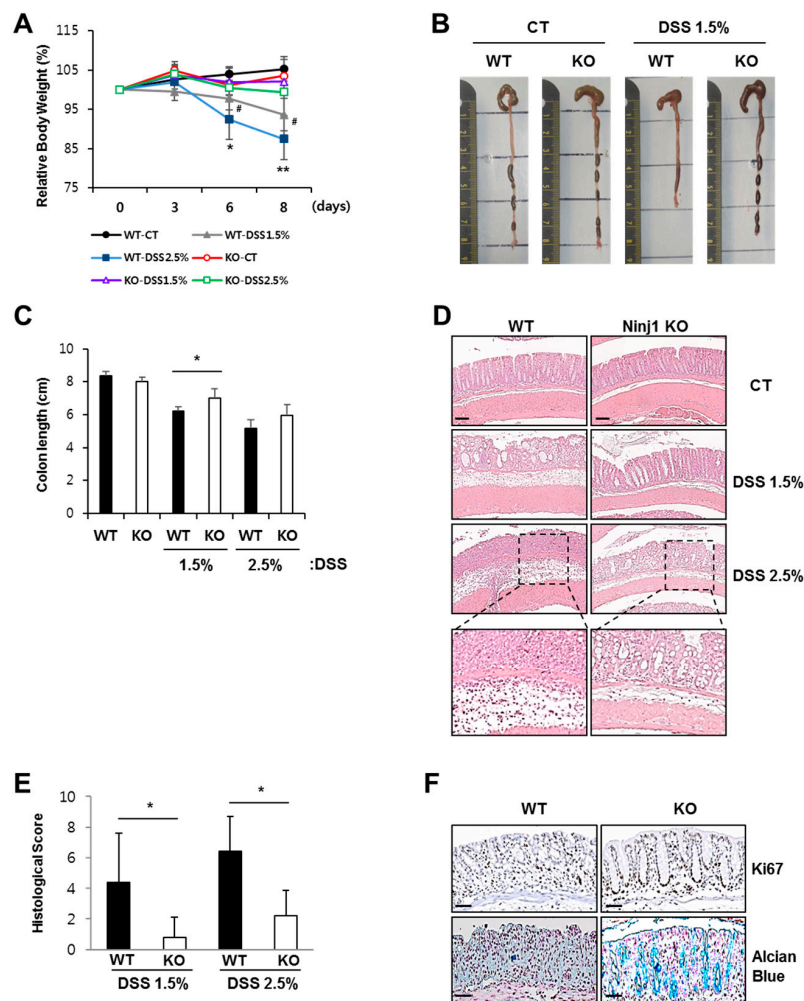 A
Relative Body Weight (%)
115
105
95
85
75
#
#
*
**
0 3 6 8 (days)
WT-CT WT-DSS1.5%
WT-DSS2.5% KO-CT
KO-DSS1.5% KO-DSS2.5%
B
CT DSS 1.5%
WT KO WT KO
C
Colon length (cm)
10
8
6
4
2
0
*
WT KO WT KO WT KO
1.5% 2.5% :DSS
D
WT Ninj1 KO
CT
DSS 1.5%
DSS 2.5%
E
Histological Score
10
8
6
4
2
0
* *
WT KO WT KO
DSS 1.5% DSS 2.5%
F
WT KO
Ki67
Alcian
Blue